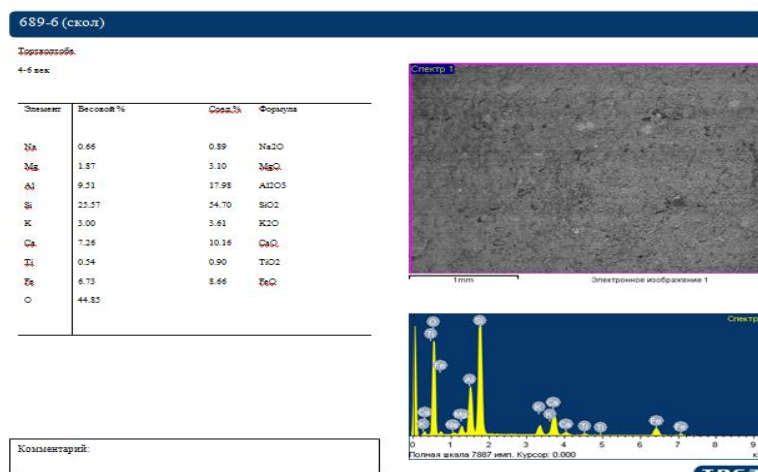 689-6 (скол)
Тортколтобе
4-6 век
Элемент Весовой % Соед.% Формула
Na 0.66 0.89 Na2O
Mg 1.87 3.10 MgO
Al 9.51 17.98 Al2O3
Si 25.57 54.70 SiO2
K 3.00 3.61 K2O
Ca 7.26 10.16 CaO
Ti 0.54 0.90 TiO2
Fe 6.73 8.66 FeO
O 44.85
Комментарий:
Спектр 1
1mm Электронное изображение 1
Спектр
O Si
Ti
Fe
Al
Ca Mg K Ca
K Na K Ca Ti Ti Fe Fe
0 1 2 3 4 5 6 7 8 9
Полная шкала 7887 имп. Курсор: 0.000 к